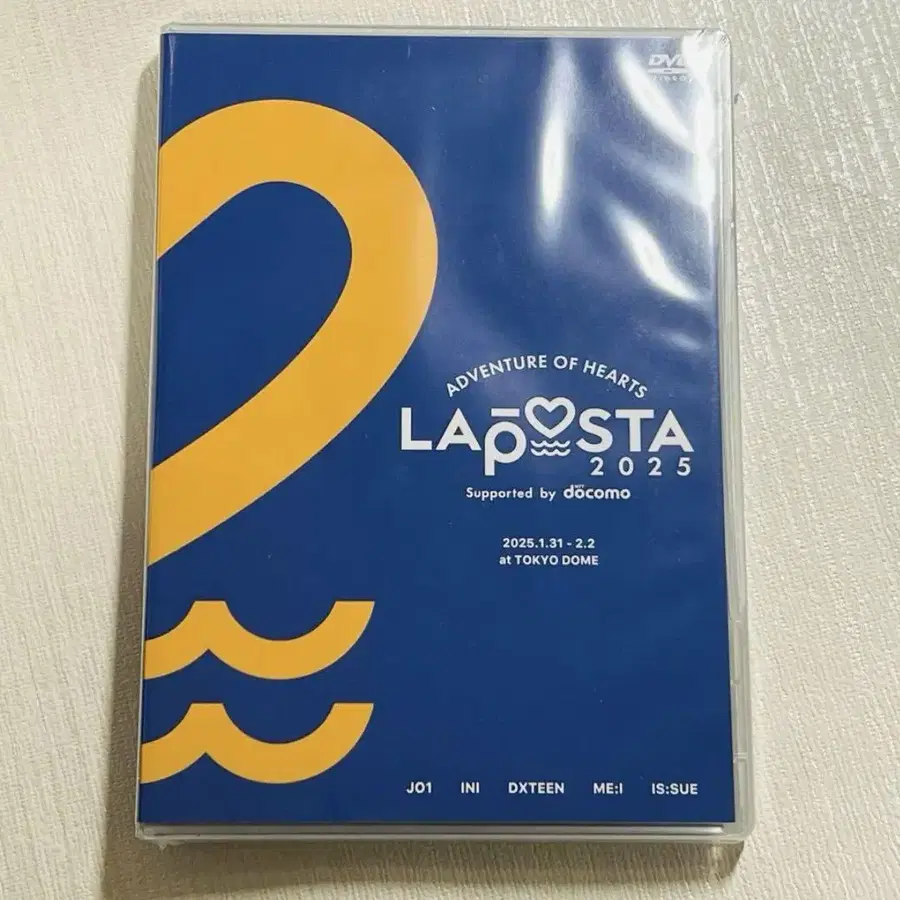 DVD
VIDEO
ADVENTURE OF HEARTS
LAPOSTA
2025
Supported by docomo
2025.1.31 - 2.2
at TOKYO DOME
JO1 INI DXTEEN ME:I IS:SUE